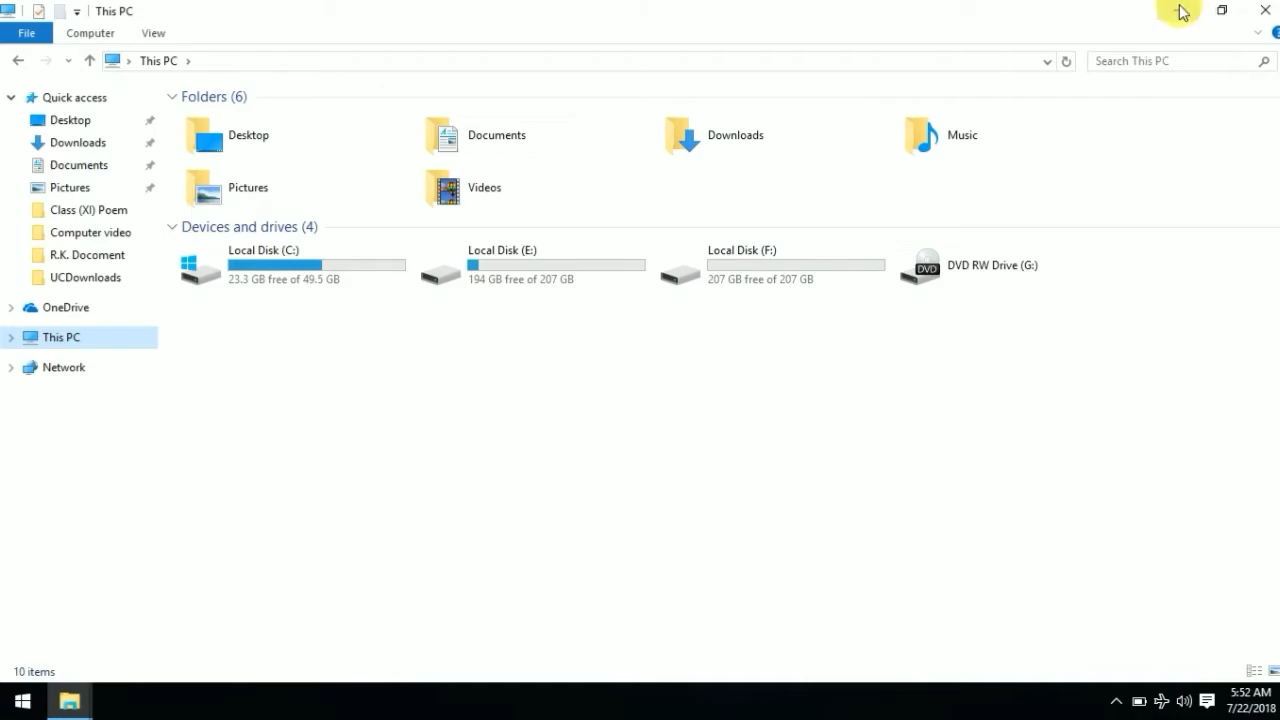 This PC
File Computer View
This PC
Search This PC
Quick access
Desktop
Downloads
Documents
Pictures
Class (XI) Poem
Computer video
R.K. Docoment
UCDownloads
OneDrive
This PC
Network
Folders (6)
Desktop Documents Downloads Music
Pictures Videos
Devices and drives (4)
Local Disk (C:)
23.3 GB free of 49.5 GB
Local Disk (E:)
194 GB free of 207 GB
Local Disk (F:)
207 GB free of 207 GB
DVD
DVD RW Drive (G:)
10 items
5:52 AM
7/22/2018